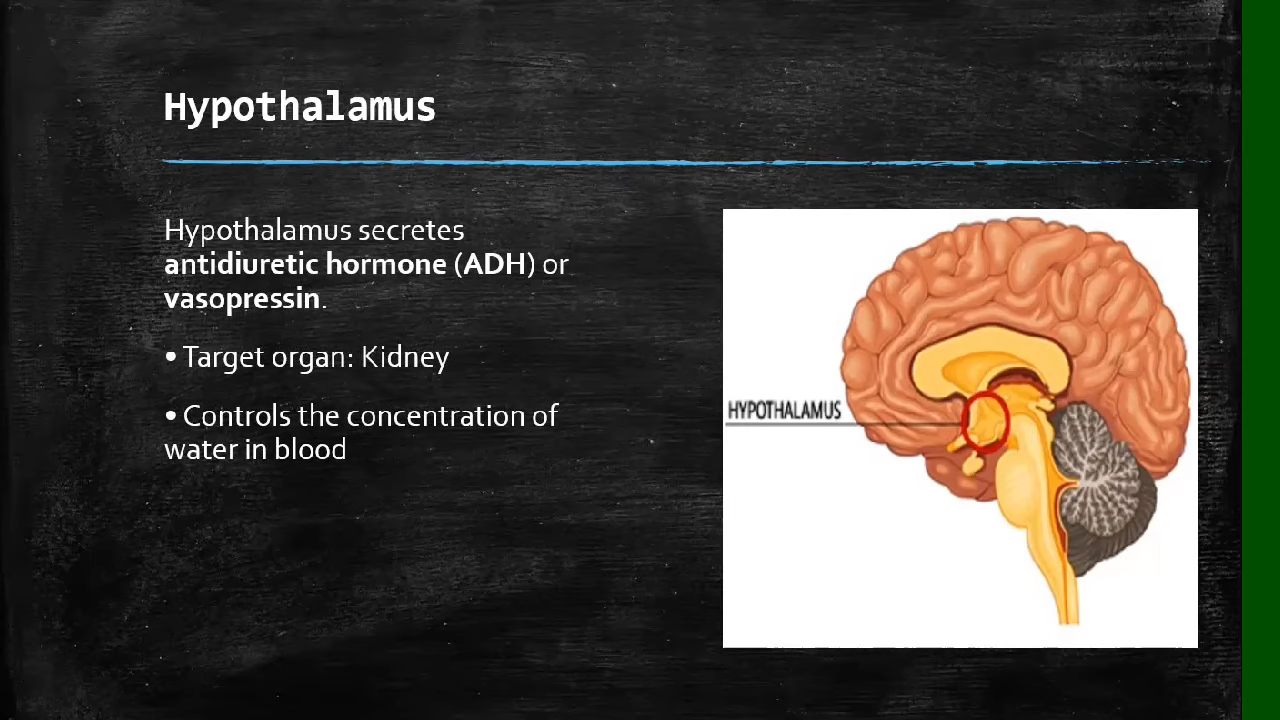 Hypothalamus
Hypothalamus secretes
antidiuretic hormone (ADH) or
vasopressin.
• Target organ: Kidney
• Controls the concentration of
water in blood
HYPOTHALAMUS